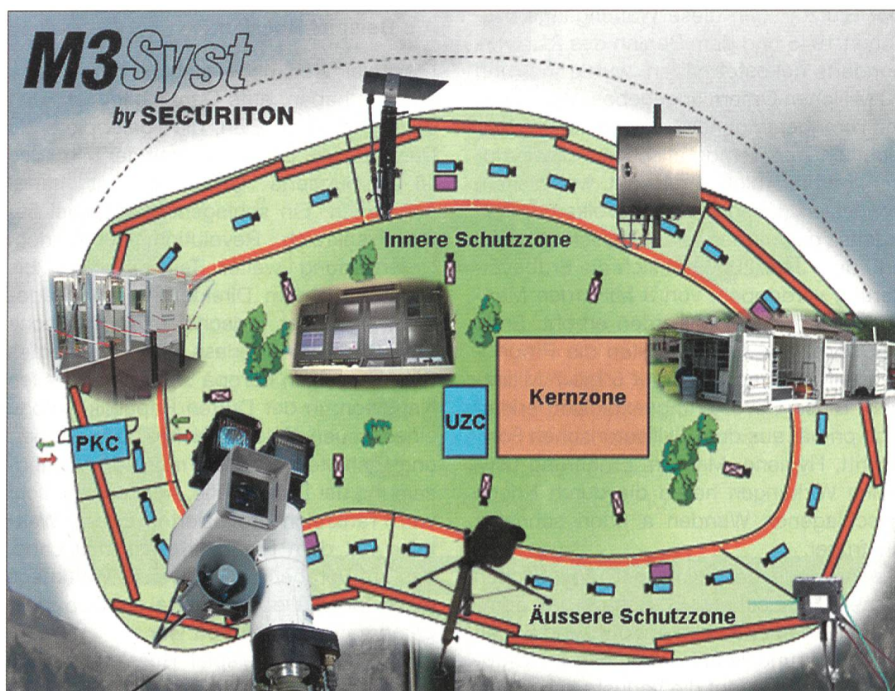 M3Syst
by SECURITON
Innere Schutzzone
Kernzone
UZC
PKC
Äussere Schutzzone